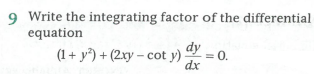 9 Write the integrating factor of the differential
equation
(1 + y²) + (2xy – cot y) dy/dx = 0.